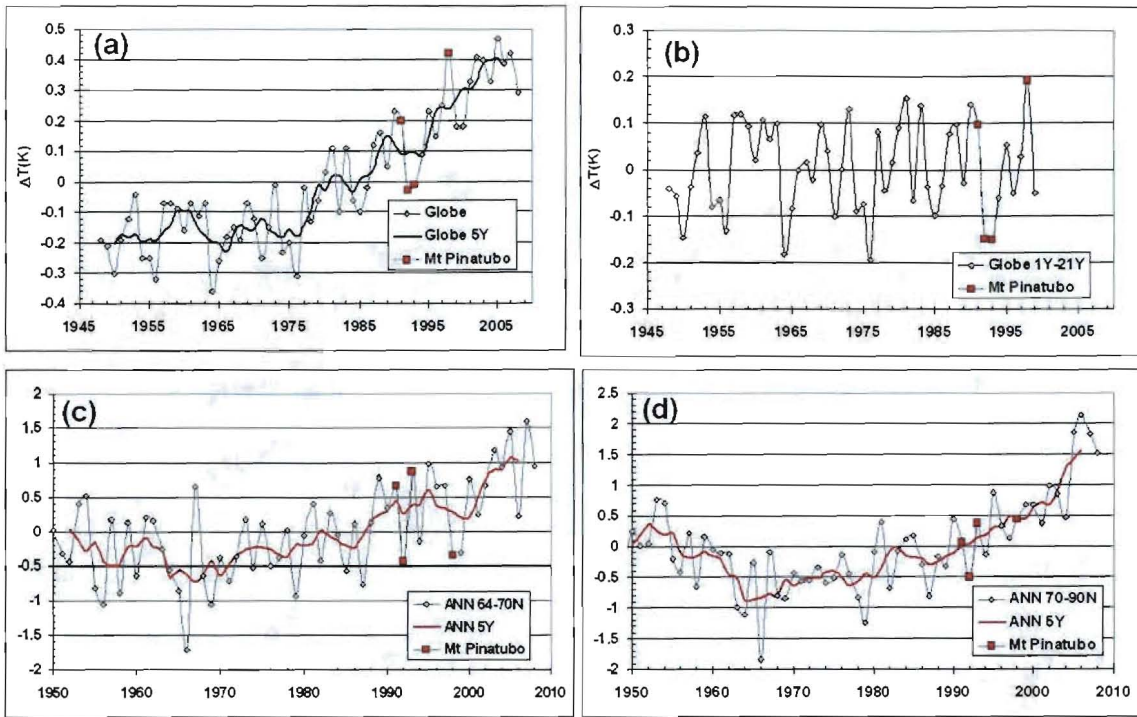 (a)
ΔT(K)
0.5
0.4
0.3
0.2
0.1
0
-0.1
-0.2
-0.3
-0.4
1945 1955 1965 1975 1985 1995 2005
Globe
Globe 5Y
Mt Pinatubo
(b)
ΔT(K)
0.3
0.2
0.1
0
-0.1
-0.2
-0.3
1945 1955 1965 1975 1985 1995 2005
Globe 1Y-21Y
Mt Pinatubo
(c)
2
1.5
1
0.5
0
-0.5
-1
-1.5
-2
1950 1960 1970 1980 1990 2000 2010
ANN 64-70N
ANN 5Y
Mt Pinatubo
(d)
2.5
2
1.5
1
0.5
0
-0.5
-1
-1.5
-2
1950 1960 1970 1980 1990 2000 2010
ANN 70-90N
ANN 5Y
Mt Pinatubo